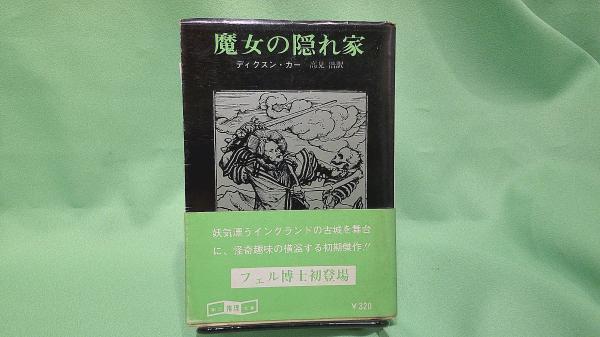 魔女の隠れ家
ディクスン・カー 高見 浩訳
妖気漂うイングランドの古城を舞台
に、怪奇趣味の横溢する初期傑作!!
フェル博士初登場
推理
¥320